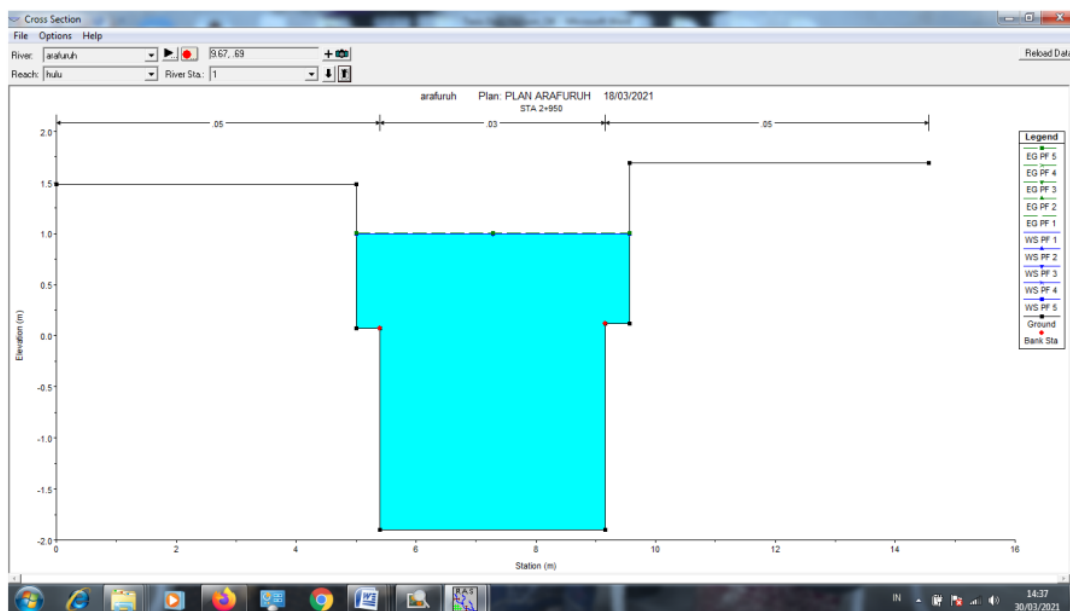 Cross Section
File Options Help
River: arafuruh 9.67, .69 Reload Data
Reach: hulu River Sta.: 1
arafuruh Plan: PLAN ARAFURUH 18/03/2021
STA 2+950
.05 .03 .05
Legend
EG PF 5
EG PF 4
EG PF 3
EG PF 2
EG PF 1
WS PF 1
WS PF 2
WS PF 3
WS PF 4
WS PF 5
Ground
Bank Sta
2.0
1.5
1.0
0.5
0.0
-0.5
-1.0
-1.5
-2.0
Elevation (m)
0 2 4 6 8 10 12 14 16
Station (m)
RAS
IN 14:37
30/03/2021